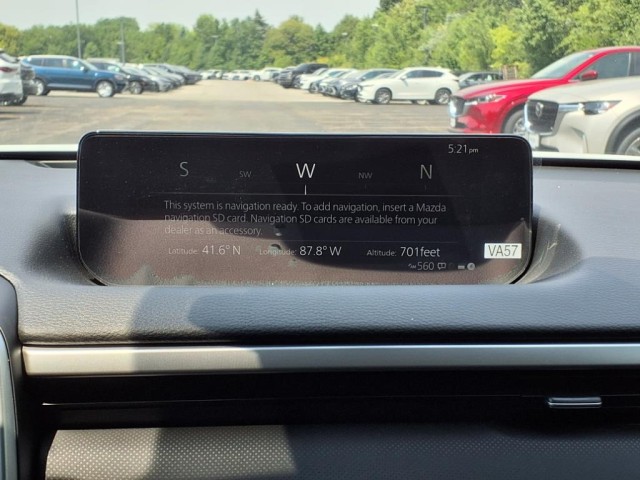 5:21 pm
S SW W NW N
This system is navigation ready. To add navigation, insert a Mazda
navigation SD card. Navigation SD cards are available from your
dealer as an accessory.
Latitude: 41.6° N Longitude: 87.8° W Altitude: 701feet
VA57
560